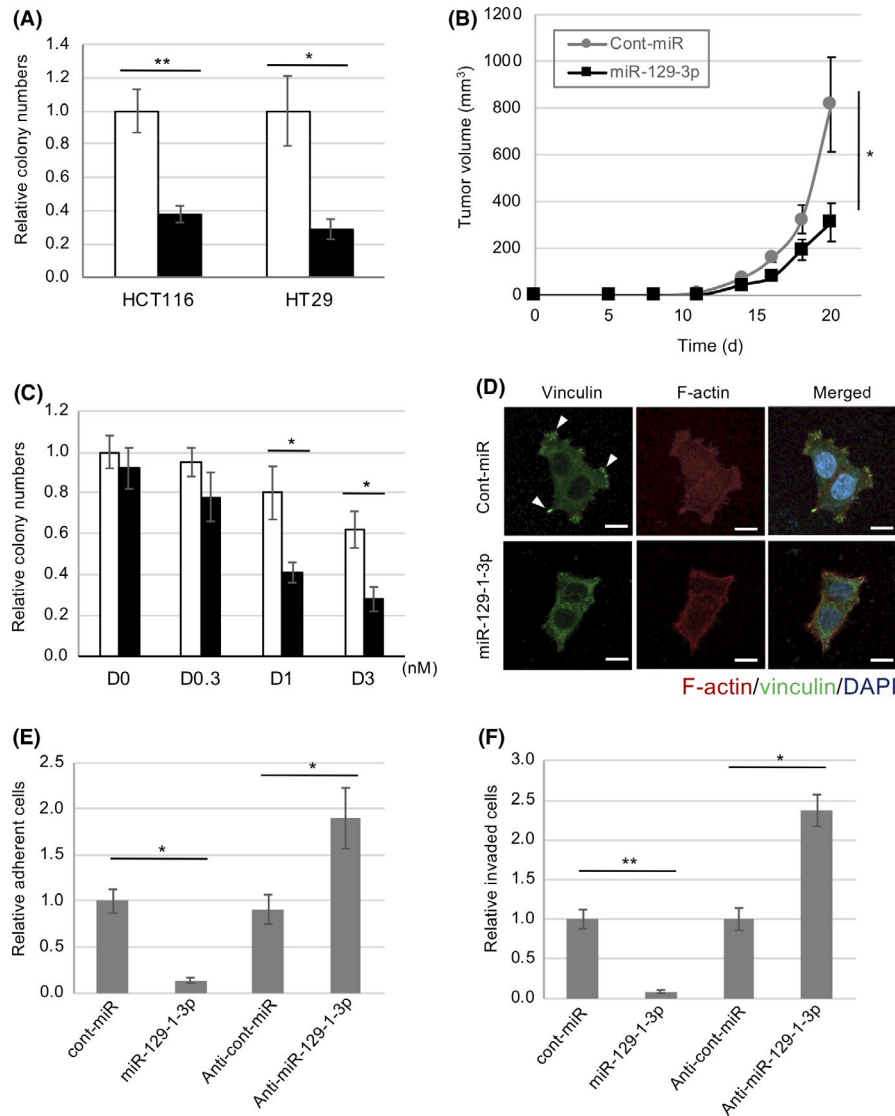 (A)
Relative colony numbers
1.4
1.2
1.0
0.8
0.6
0.4
0.2
0.0
**
*
HCT116
HT29
(B)
Tumor volume (mm³)
1200
1000
800
600
400
200
0
Cont-miR
miR-129-3p
*
0
5
10
15
20
Time (d)
(C)
Relative colony numbers
1.2
1.0
0.8
0.6
0.4
0.2
0.0
*
*
D0
D0.3
D1
D3
(nM)
(D)
Vinculin
F-actin
Merged
Cont-miR
miR-129-1-3p
F-actin/vinculin/DAPI
(E)
Relative adherent cells
2.5
2.0
1.5
1.0
0.5
0.0
*
*
cont-miR
miR-129-1-3p
Anti-cont-miR
Anti-miR-129-1-3p
(F)
Relative invaded cells
3.0
2.5
2.0
1.5
1.0
0.5
0.0
**
*
cont-miR
miR-129-1-3p
Anti-cont-miR
Anti-miR-129-1-3p